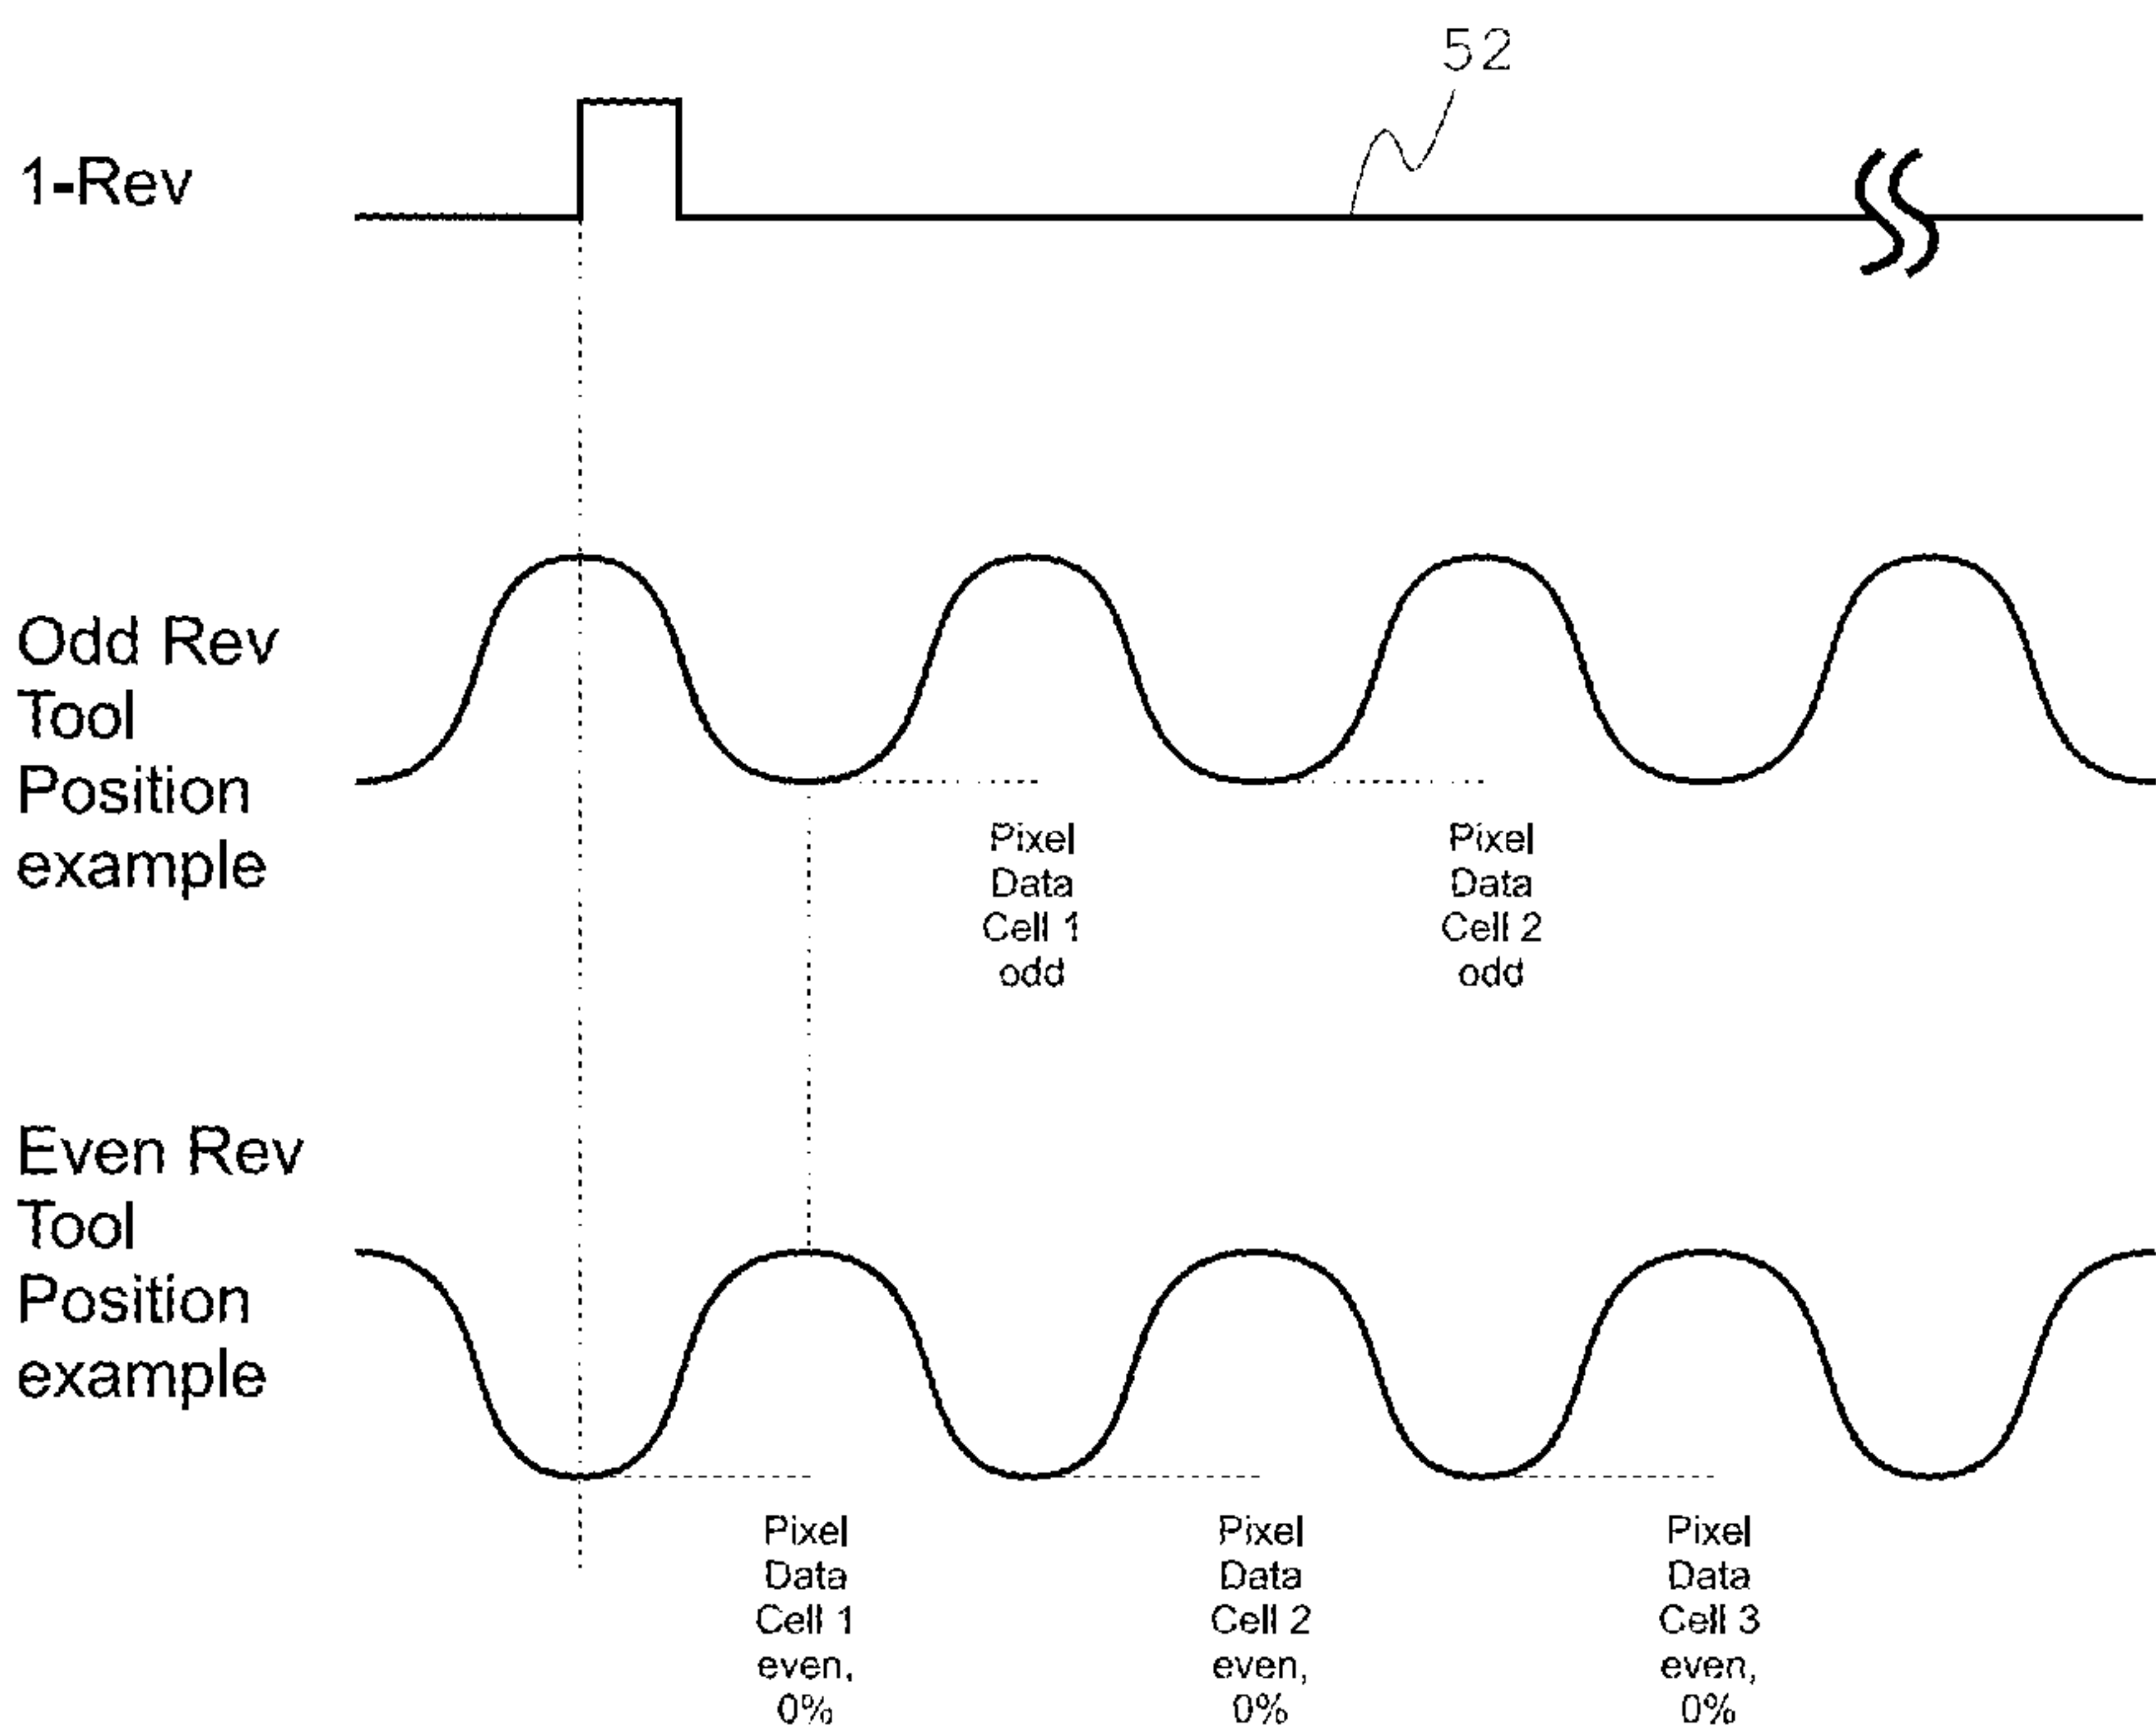 52
1-Rev
Odd Rev
Tool
Position
example
Pixel
Data
Cell 1
odd
Pixel
Data
Cell 2
odd
Even Rev
Tool
Position
example
Pixel
Data
Cell 1
even,
0%
Pixel
Data
Cell 2
even,
0%
Pixel
Data
Cell 3
even,
0%